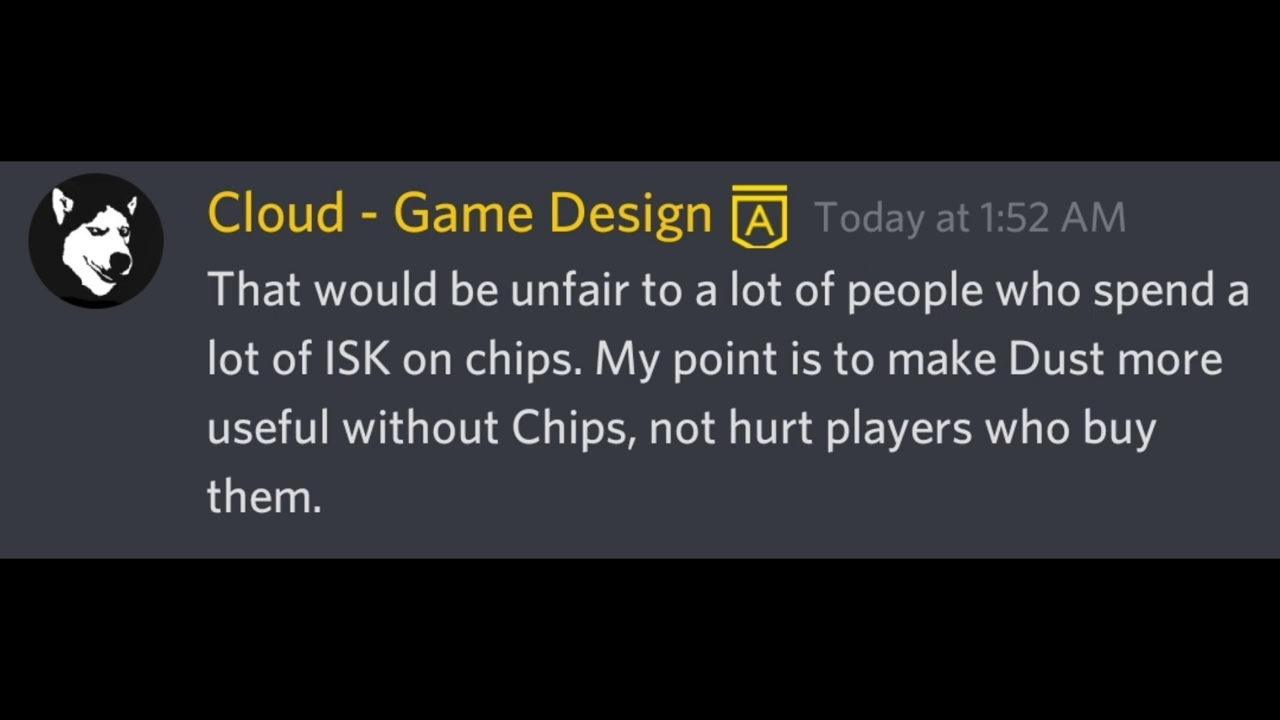 Cloud - Game Design A Today at 1:52 AM
That would be unfair to a lot of people who spend a
lot of ISK on chips. My point is to make Dust more
useful without Chips, not hurt players who buy
them.